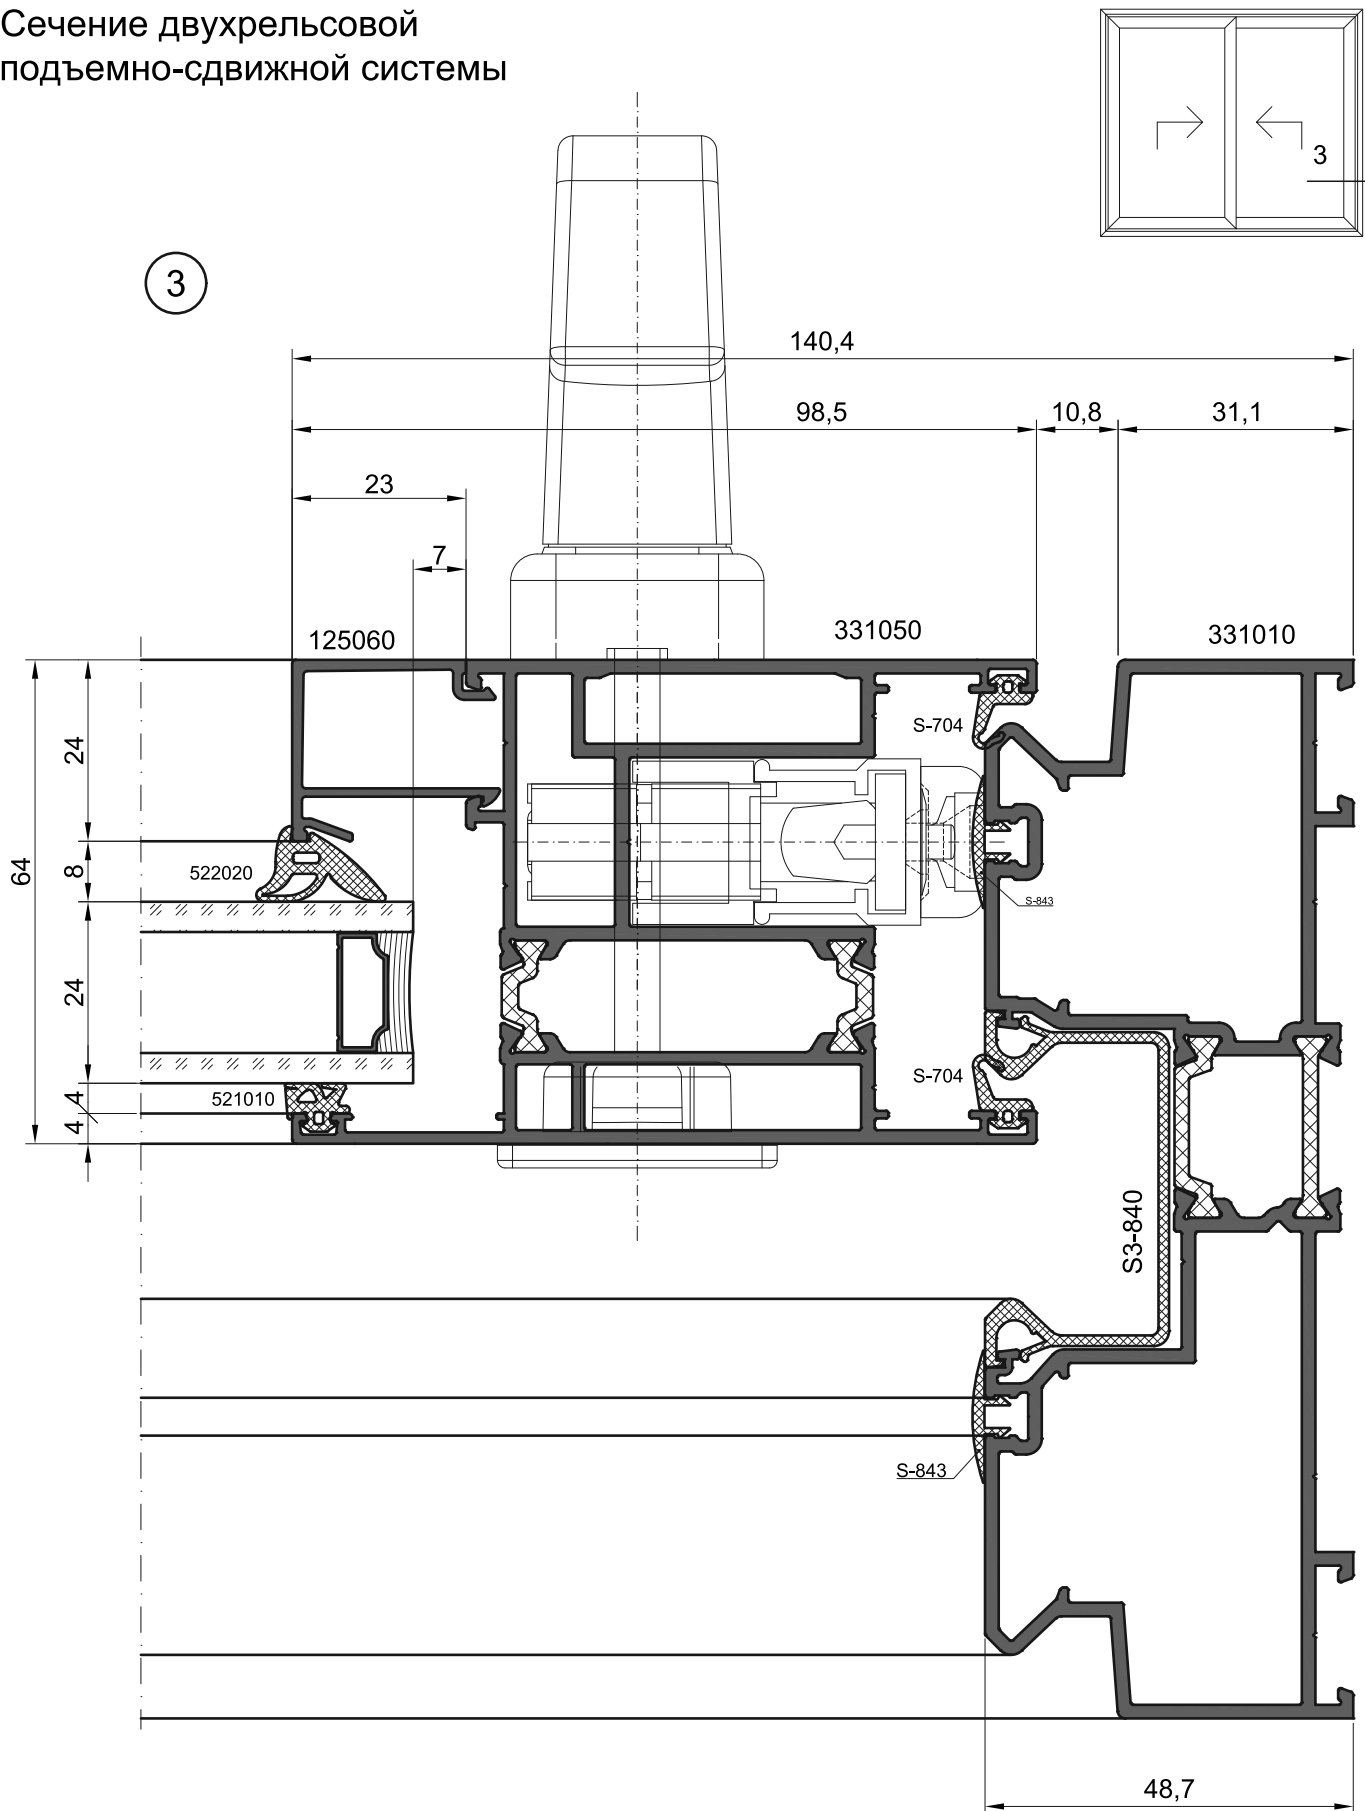 Сечение двухрельсовой
подъемно-сдвижной системы
3
3
140,4
98,5
10,8
31,1
23
7
125060
331050
331010
24
S-704
64
8
522020
S-843
24
S-704
4
521010
4
S3-840
S-843
48,7